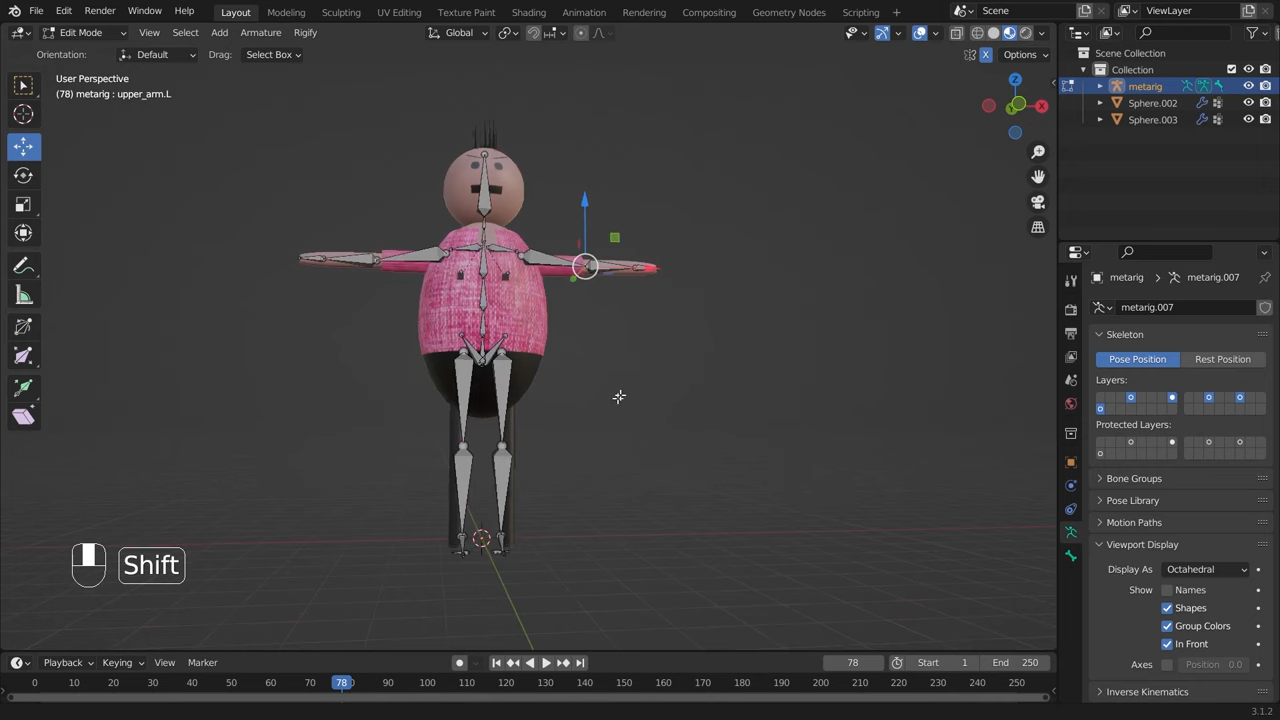 File Edit Render Window Help Layout Modeling Sculpting UV Editing Texture Paint Shading Animation Rendering Compositing Geometry Nodes Scripting Scene ViewLayer
Edit Mode View Select Add Armature Rigify Global
Orientation: Default Drag: Select Box Options
Scene Collection
Collection
metarig
Sphere.002
Sphere.003
User Perspective
(78) metarig : upper_arm.L
Z
X
metarig metarig.007
metarig.007
Skeleton
Pose Position Rest Position
Layers:
Protected Layers:
Bone Groups
Pose Library
Motion Paths
Viewport Display
Display As Octahedral
Show Names
Shapes
Group Colors
In Front
Axes Position 0.0
Inverse Kinematics
Shift
Playback Keying View Marker 78 Start 1 End 250
0 10 20 30 40 50 60 70 78 80 90 100 110 120 130 140 150 160 170 180 190 200 210 220 230 240 250
3.1.2